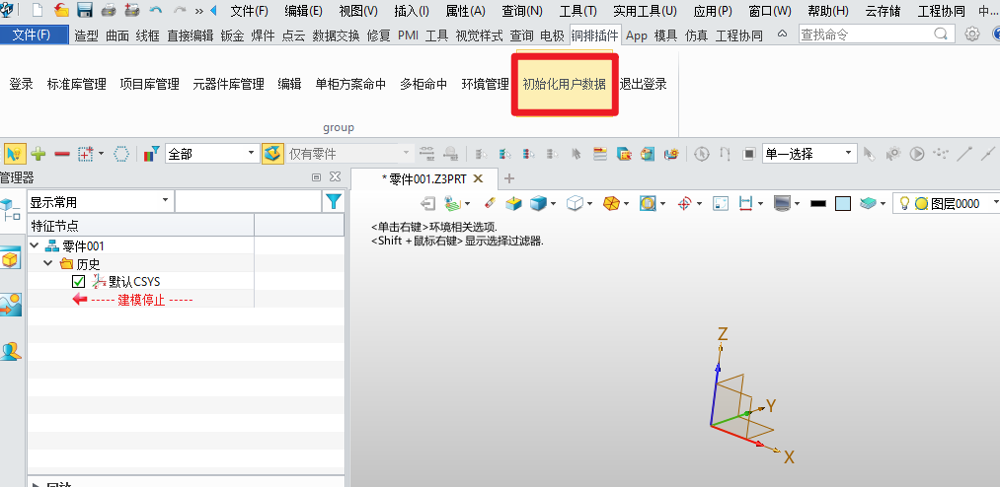 文件(F) 编辑(E) 视图(V) 插入(I) 属性(A) 查询(N) 工具(T) 实用工具(U) 应用(P) 窗口(W) 帮助(H) 云存储 工程协同 中...
文件(F) 造型 曲面 线框 直接编辑 钣金 焊件 点云 数据交换 修复 PMI 工具 视觉样式 查询 电极 铜排插件 App 模具 仿真 工程协同 查找命令
登录 标准库管理 项目库管理 元器件库管理 编辑 单柜方案命中 多柜命中 环境管理 初始化用户数据 退出登录
group
全部 仅有零件 单一选择
管理器
*零件001.Z3PRT
显示常用
图层0000
特征节点
<单击右键>环境相关选项.
<Shift + 鼠标右键>显示选择过滤器.
零件001
历史
默认CSYS
----- 建模停止 -----
Z
Y
X